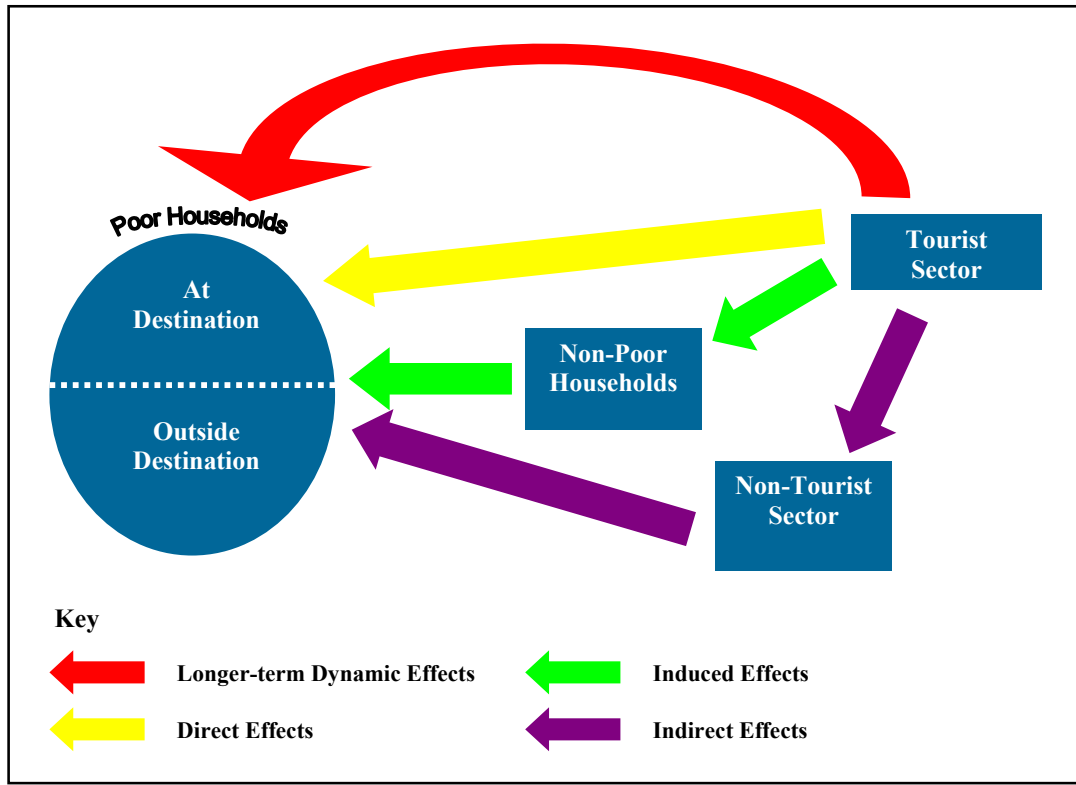 Poor Households
At
Destination
Outside
Destination
Tourist
Sector
Non-Poor
Households
Non-Tourist
Sector
Key
Longer-term Dynamic Effects
Induced Effects
Direct Effects
Indirect Effects